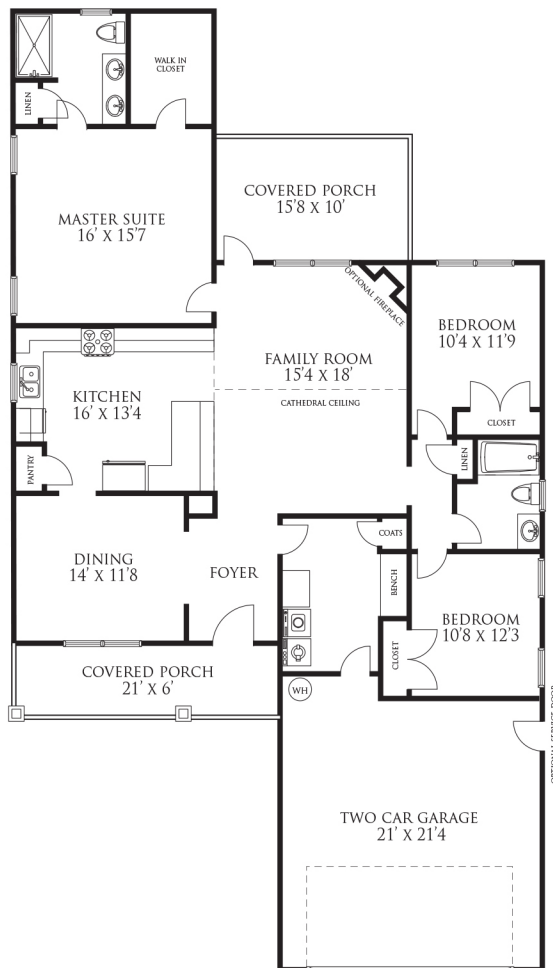 WALK IN
CLOSET
LINEN
COVERED PORCH
15'8 X 10'
MASTER SUITE
16' X 15'7
OPTIONAL FIREPLACE
BEDROOM
10'4 X 11'9
FAMILY ROOM
15'4 X 18'
CATHEDRAL CEILING
KITCHEN
16' X 13'4
CLOSET
PANTRY
LINEN
COATS
DINING
14' X 11'8
FOYER
BENCH
BEDROOM
10'8 X 12'3
CLOSET
COVERED PORCH
21' X 6'
WH
OPTIONAL SERVICE DOOR
TWO CAR GARAGE
21' X 21'4